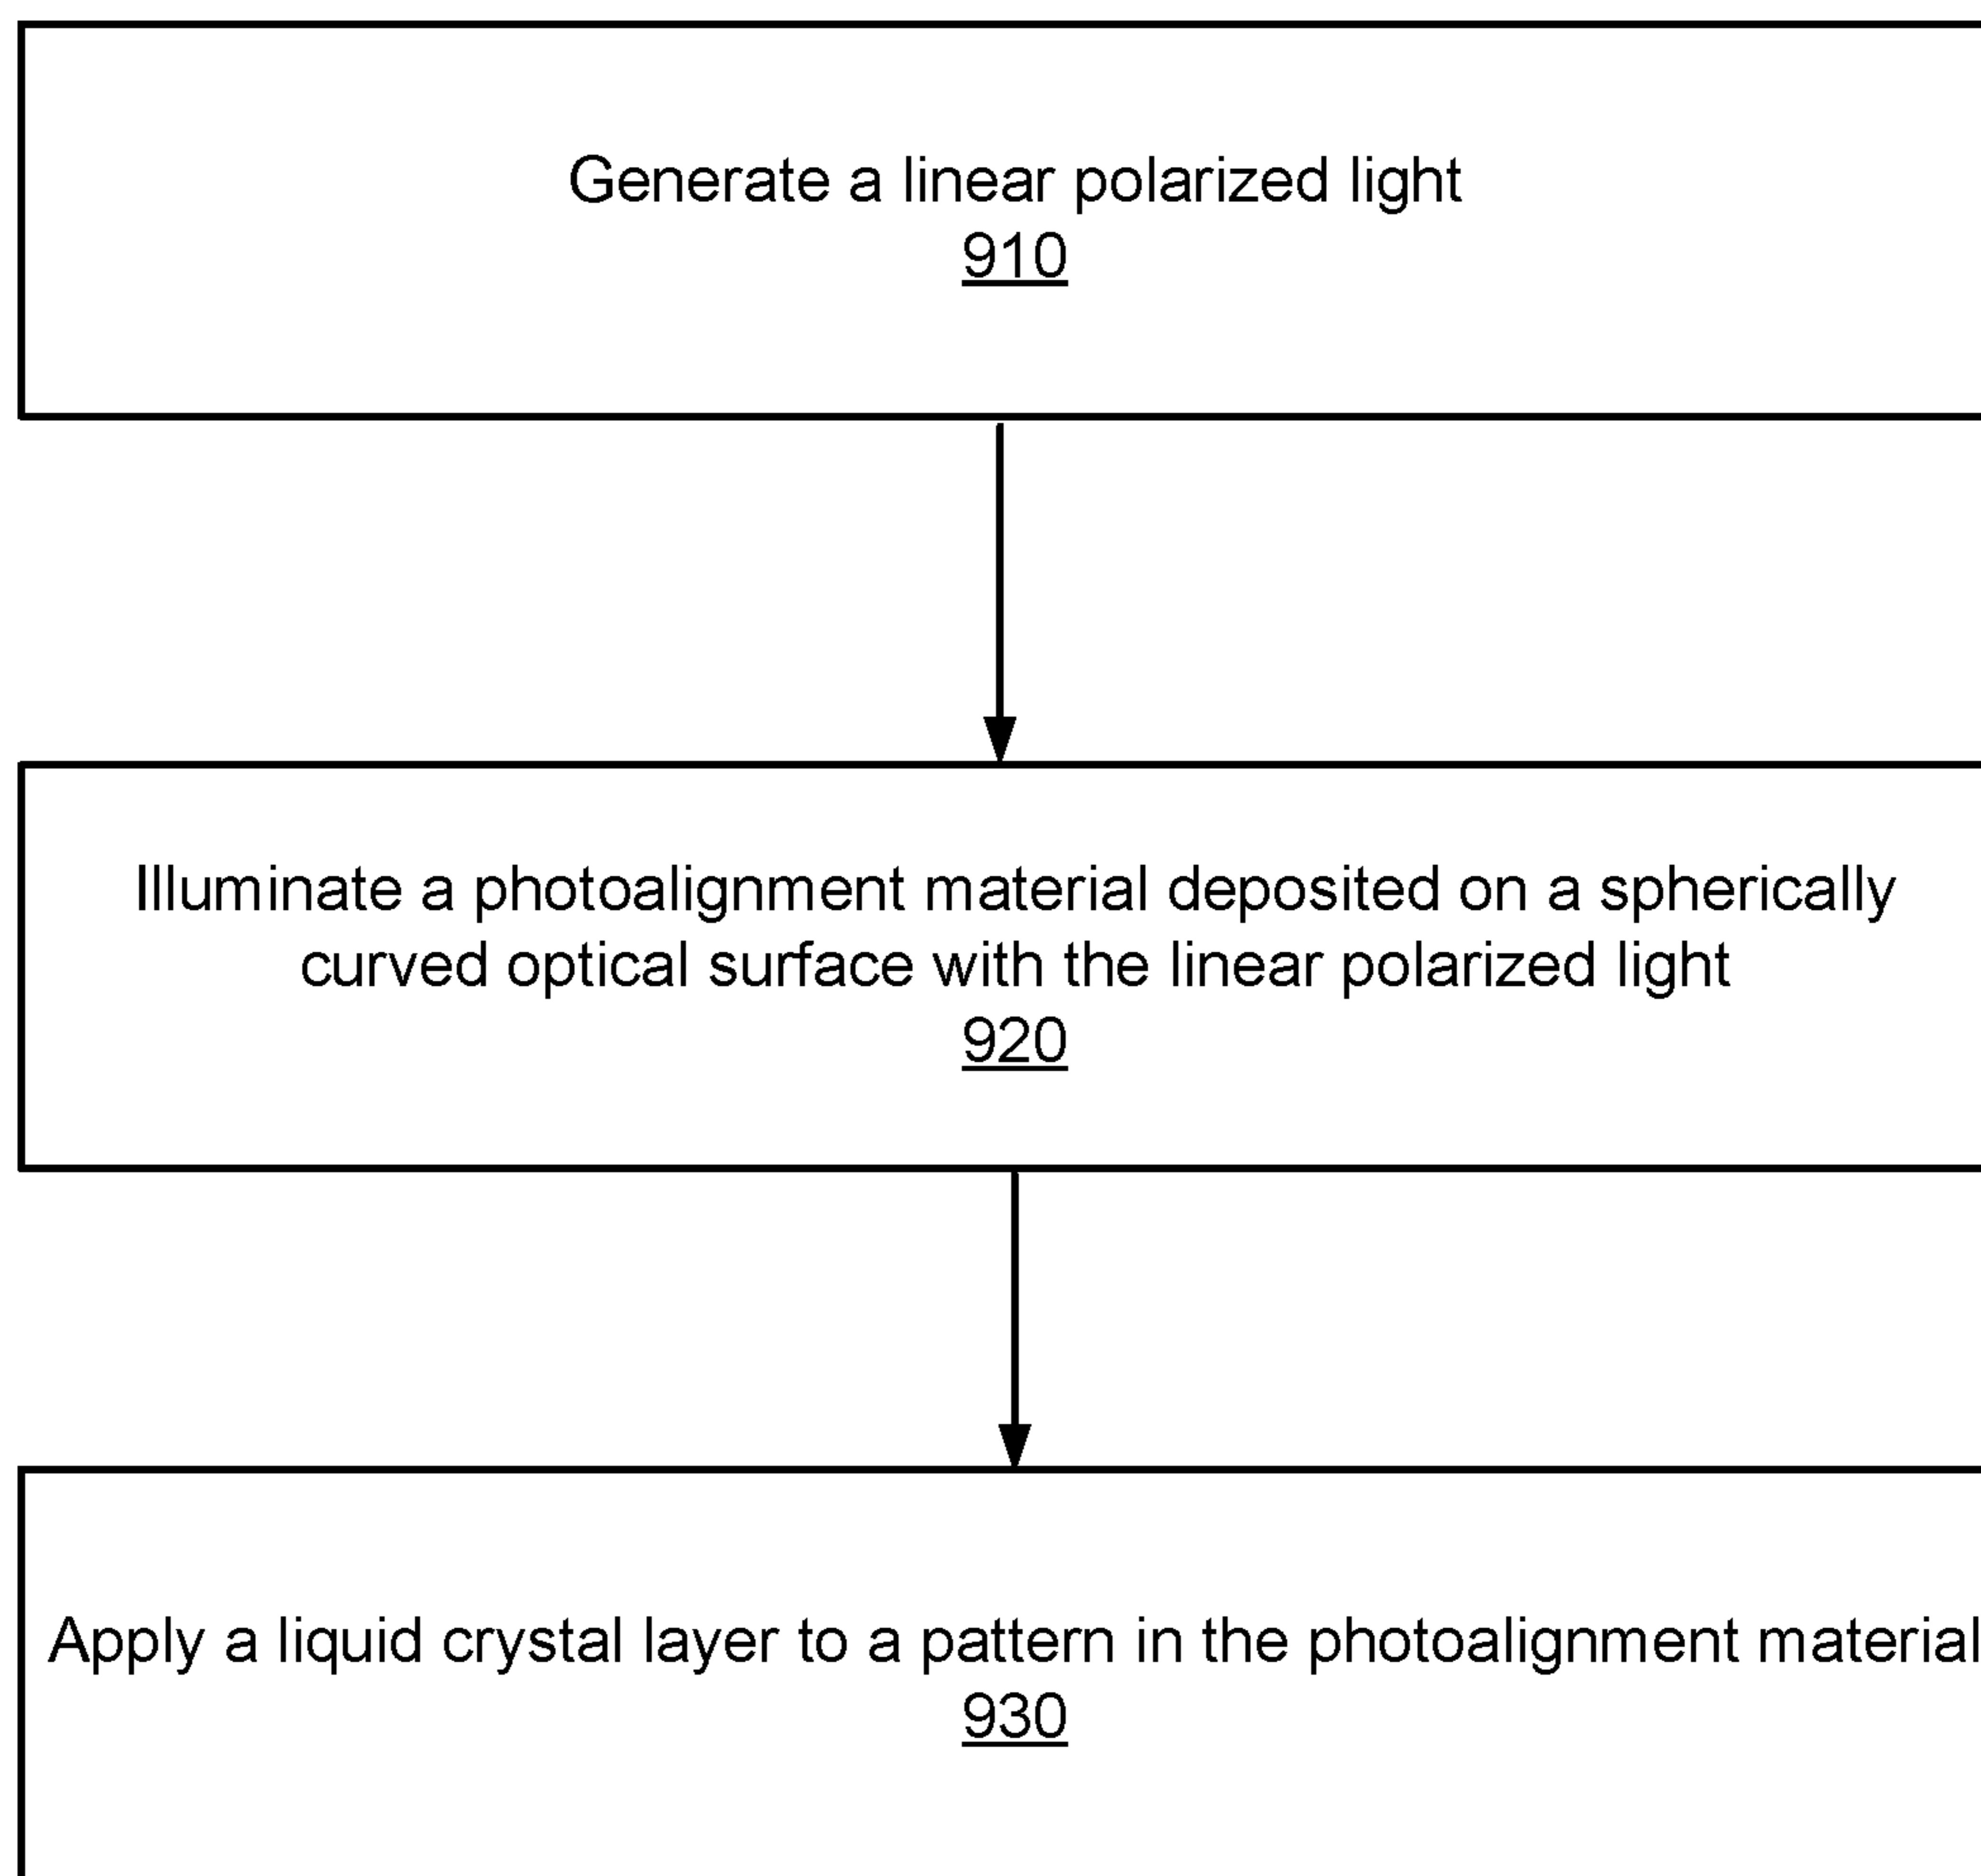 Generate a linear polarized light
910
Illuminate a photoalignment material deposited on a spherically
curved optical surface with the linear polarized light
920
Apply a liquid crystal layer to a pattern in the photoalignment material
930